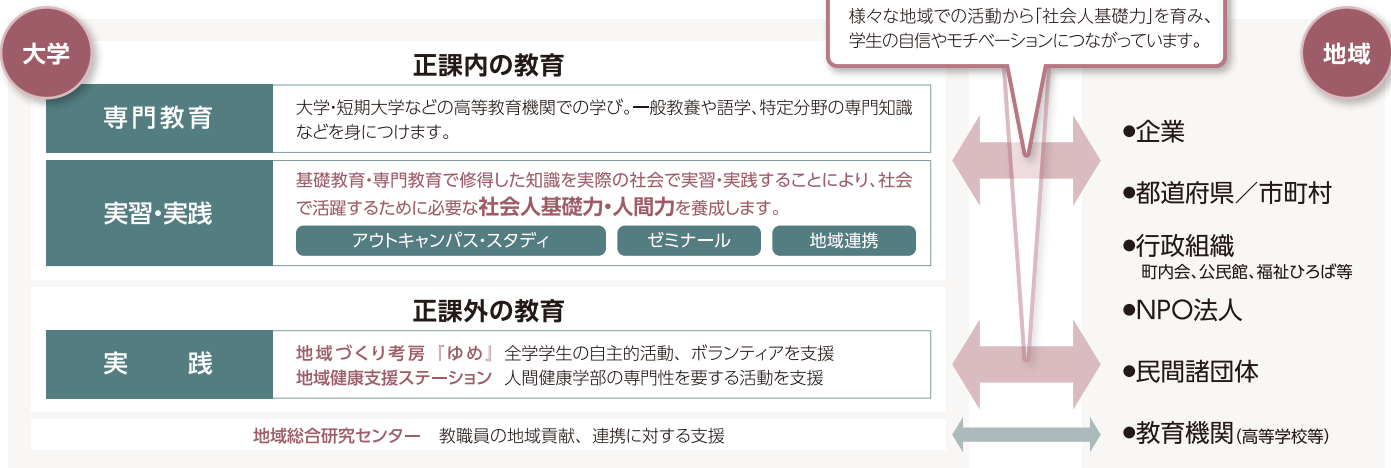 様々な地域での活動から「社会人基礎力」を育み、
学生の自信やモチベーションにつながっています。
大学
地域
正課内の教育
専門教育
大学・短期大学などの高等教育機関での学び。一般教養や語学、特定分野の専門知識
などを身につけます。
実習・実践
基礎教育・専門教育で修得した知識を実際の社会で実習・実践することにより、社会
で活躍するために必要な社会人基礎力・人間力を養成します。
アウトキャンパス・スタディ
ゼミナール
地域連携
正課外の教育
実　践
地域づくり考房『ゆめ』 全学学生の自主的活動、ボランティアを支援
地域健康支援ステーション 人間健康学部の専門性を要する活動を支援
地域総合研究センター 教職員の地域貢献、連携に対する支援
●企業
●都道府県／市町村
●行政組織
町内会、公民館、福祉ひろば等
●NPO法人
●民間諸団体
●教育機関(高等学校等)